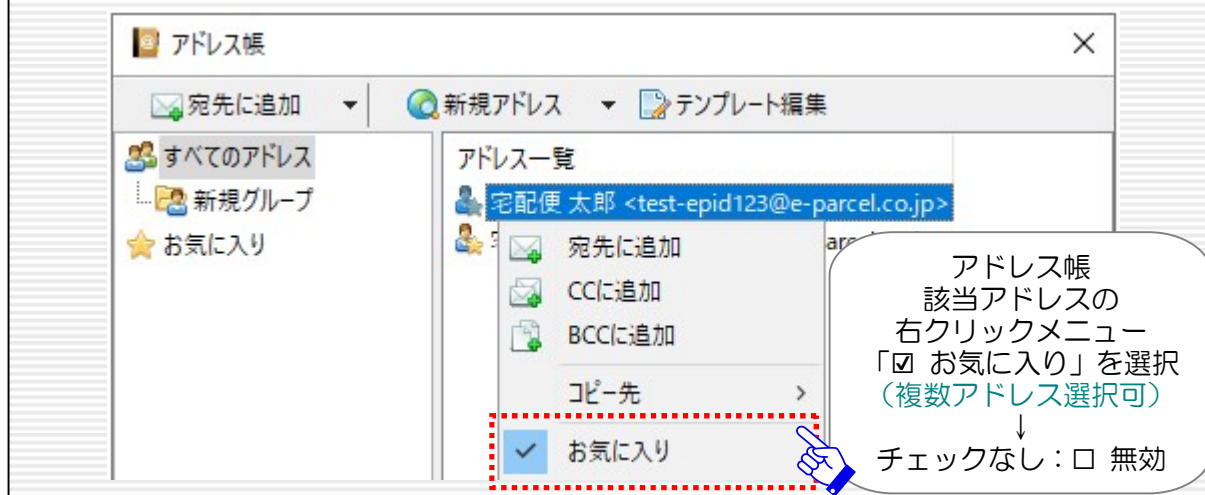 アドレス帳
宛先に追加
新規アドレス
テンプレート編集
すべてのアドレス
新規グループ
お気に入り
アドレス一覧
宅配便 太郎 <test-epid123@e-parcel.co.jp>
宛先に追加
CCに追加
BCCに追加
コピー先
お気に入り
アドレス帳
該当アドレスの
右クリックメニュー
「☑ お気に入り」を選択
（複数アドレス選択可）
↓
チェックなし：□ 無効